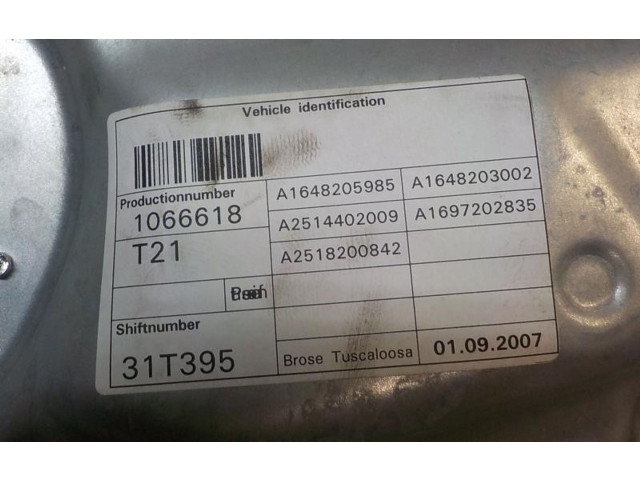 Vehicle identification
Productionnumber
1066618
T21
A1648205985 A1648203002
A2514402009 A1697202835
A2518200842
Shiftnumber
31T395
Brose Tuscaloosa 01.09.2007